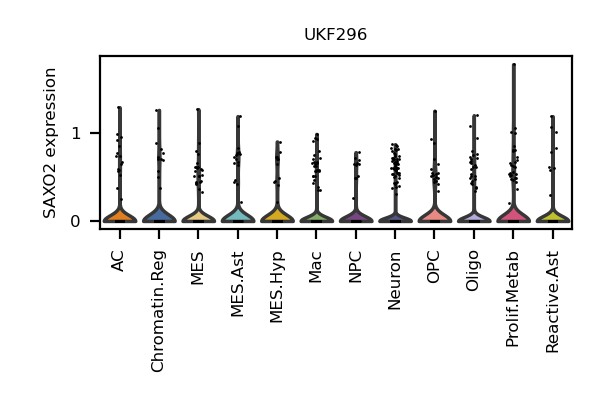 UKF296
SAXO2 expression
1
0
AC
Chromatin.Reg
MES
MES.Ast
MES.Hyp
Mac
NPC
Neuron
OPC
Oligo
Prolif.Metab
Reactive.Ast